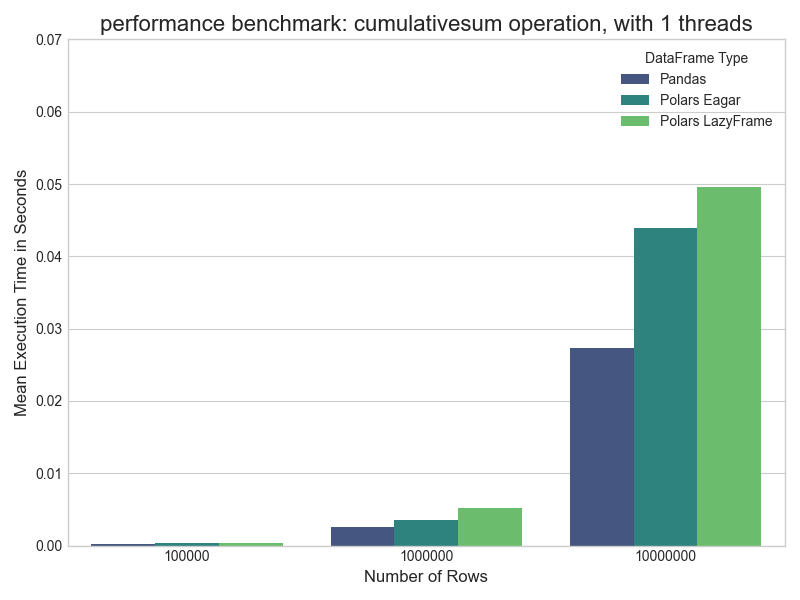 performance benchmark: cumulativesum operation, with 1 threads
0.07
0.06
0.05
0.04
0.03
0.02
0.01
0.00
Mean Execution Time in Seconds
DataFrame Type
Pandas
Polars Eagar
Polars LazyFrame
100000
1000000
10000000
Number of Rows